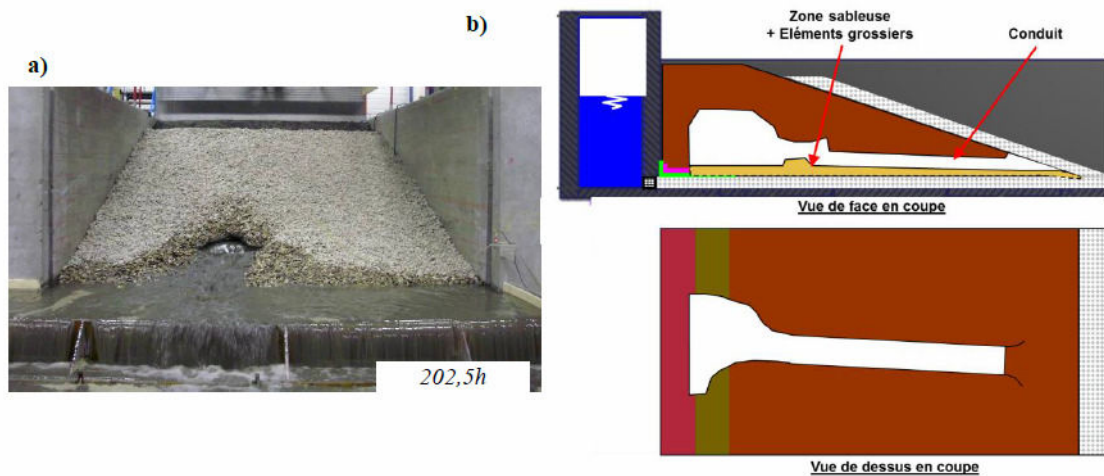 a)
202,5h
b)
Zone sableuse
+ Eléments grossiers
Conduit
Vue de face en coupe
Vue de dessus en coupe